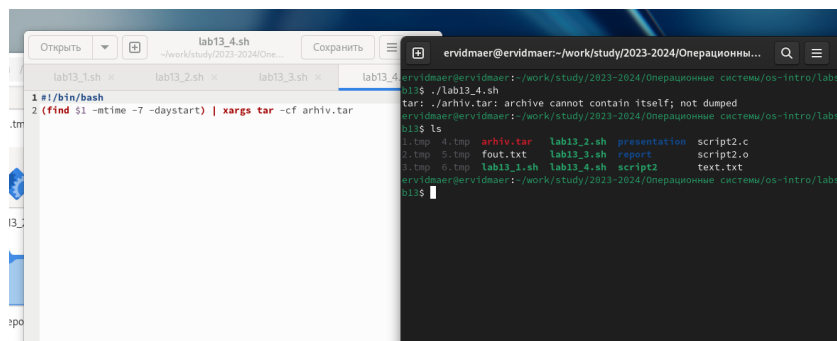 Открыть
lab13_4.sh
~/work/study/2023-2024/Опе...
Сохранить
lab13_1.sh × lab13_2.sh × lab13_3.sh × lab13_4
1 #!/bin/bash
2 (find $1 -mtime -7 -daystart) | xargs tar -cf arhiv.tar
.tm
13_2
еро
ervidmaer@ervidmaer:~/work/study/2023-2024/Операционны...
ervidmaer@ervidmaer:~/work/study/2023-2024/Операционные системы/os-intro/labs
b13$ ./lab13_4.sh
tar: ./arhiv.tar: archive cannot contain itself; not dumped
ervidmaer@ervidmaer:~/work/study/2023-2024/Операционные системы/os-intro/labs
b13$ ls
1.tmp 4.tmp arhiv.tar lab13_2.sh presentation script2.c
2.tmp 5.tmp fout.txt lab13_3.sh report script2.o
3.tmp 6.tmp lab13_1.sh lab13_4.sh script2 text.txt
ervidmaer@ervidmaer:~/work/study/2023-2024/Операционные системы/os-intro/labs
b13$